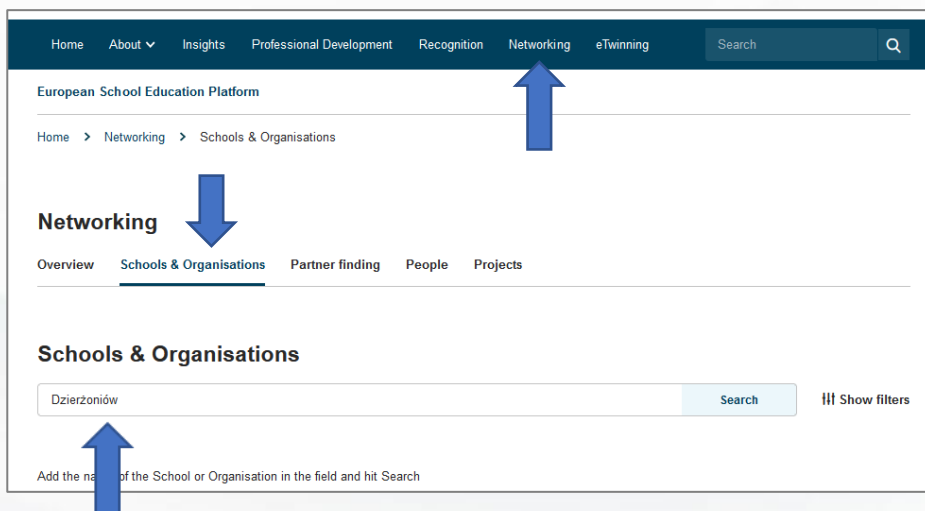 Home About Insights Professional Development Recognition Networking eTwinning Search
European School Education Platform
Home > Networking > Schools & Organisations
Networking
Overview Schools & Organisations Partner finding People Projects
Schools & Organisations
Dzierżoniów Search Show filters
Add the of the School or Organisation in the field and hit Search